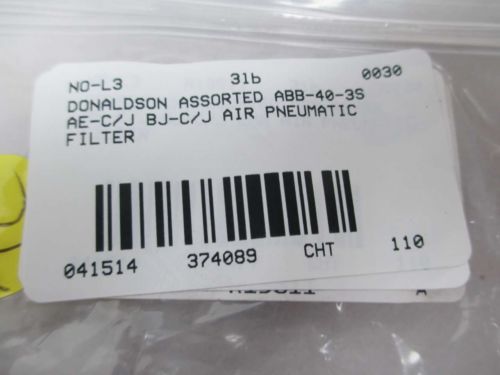 NO-L3 31b 0030
DONALDSON ASSORTED ABB-40-3S
AE-C/J BJ-C/J AIR PNEUMATIC
FILTER
041514 374089 CHT 110